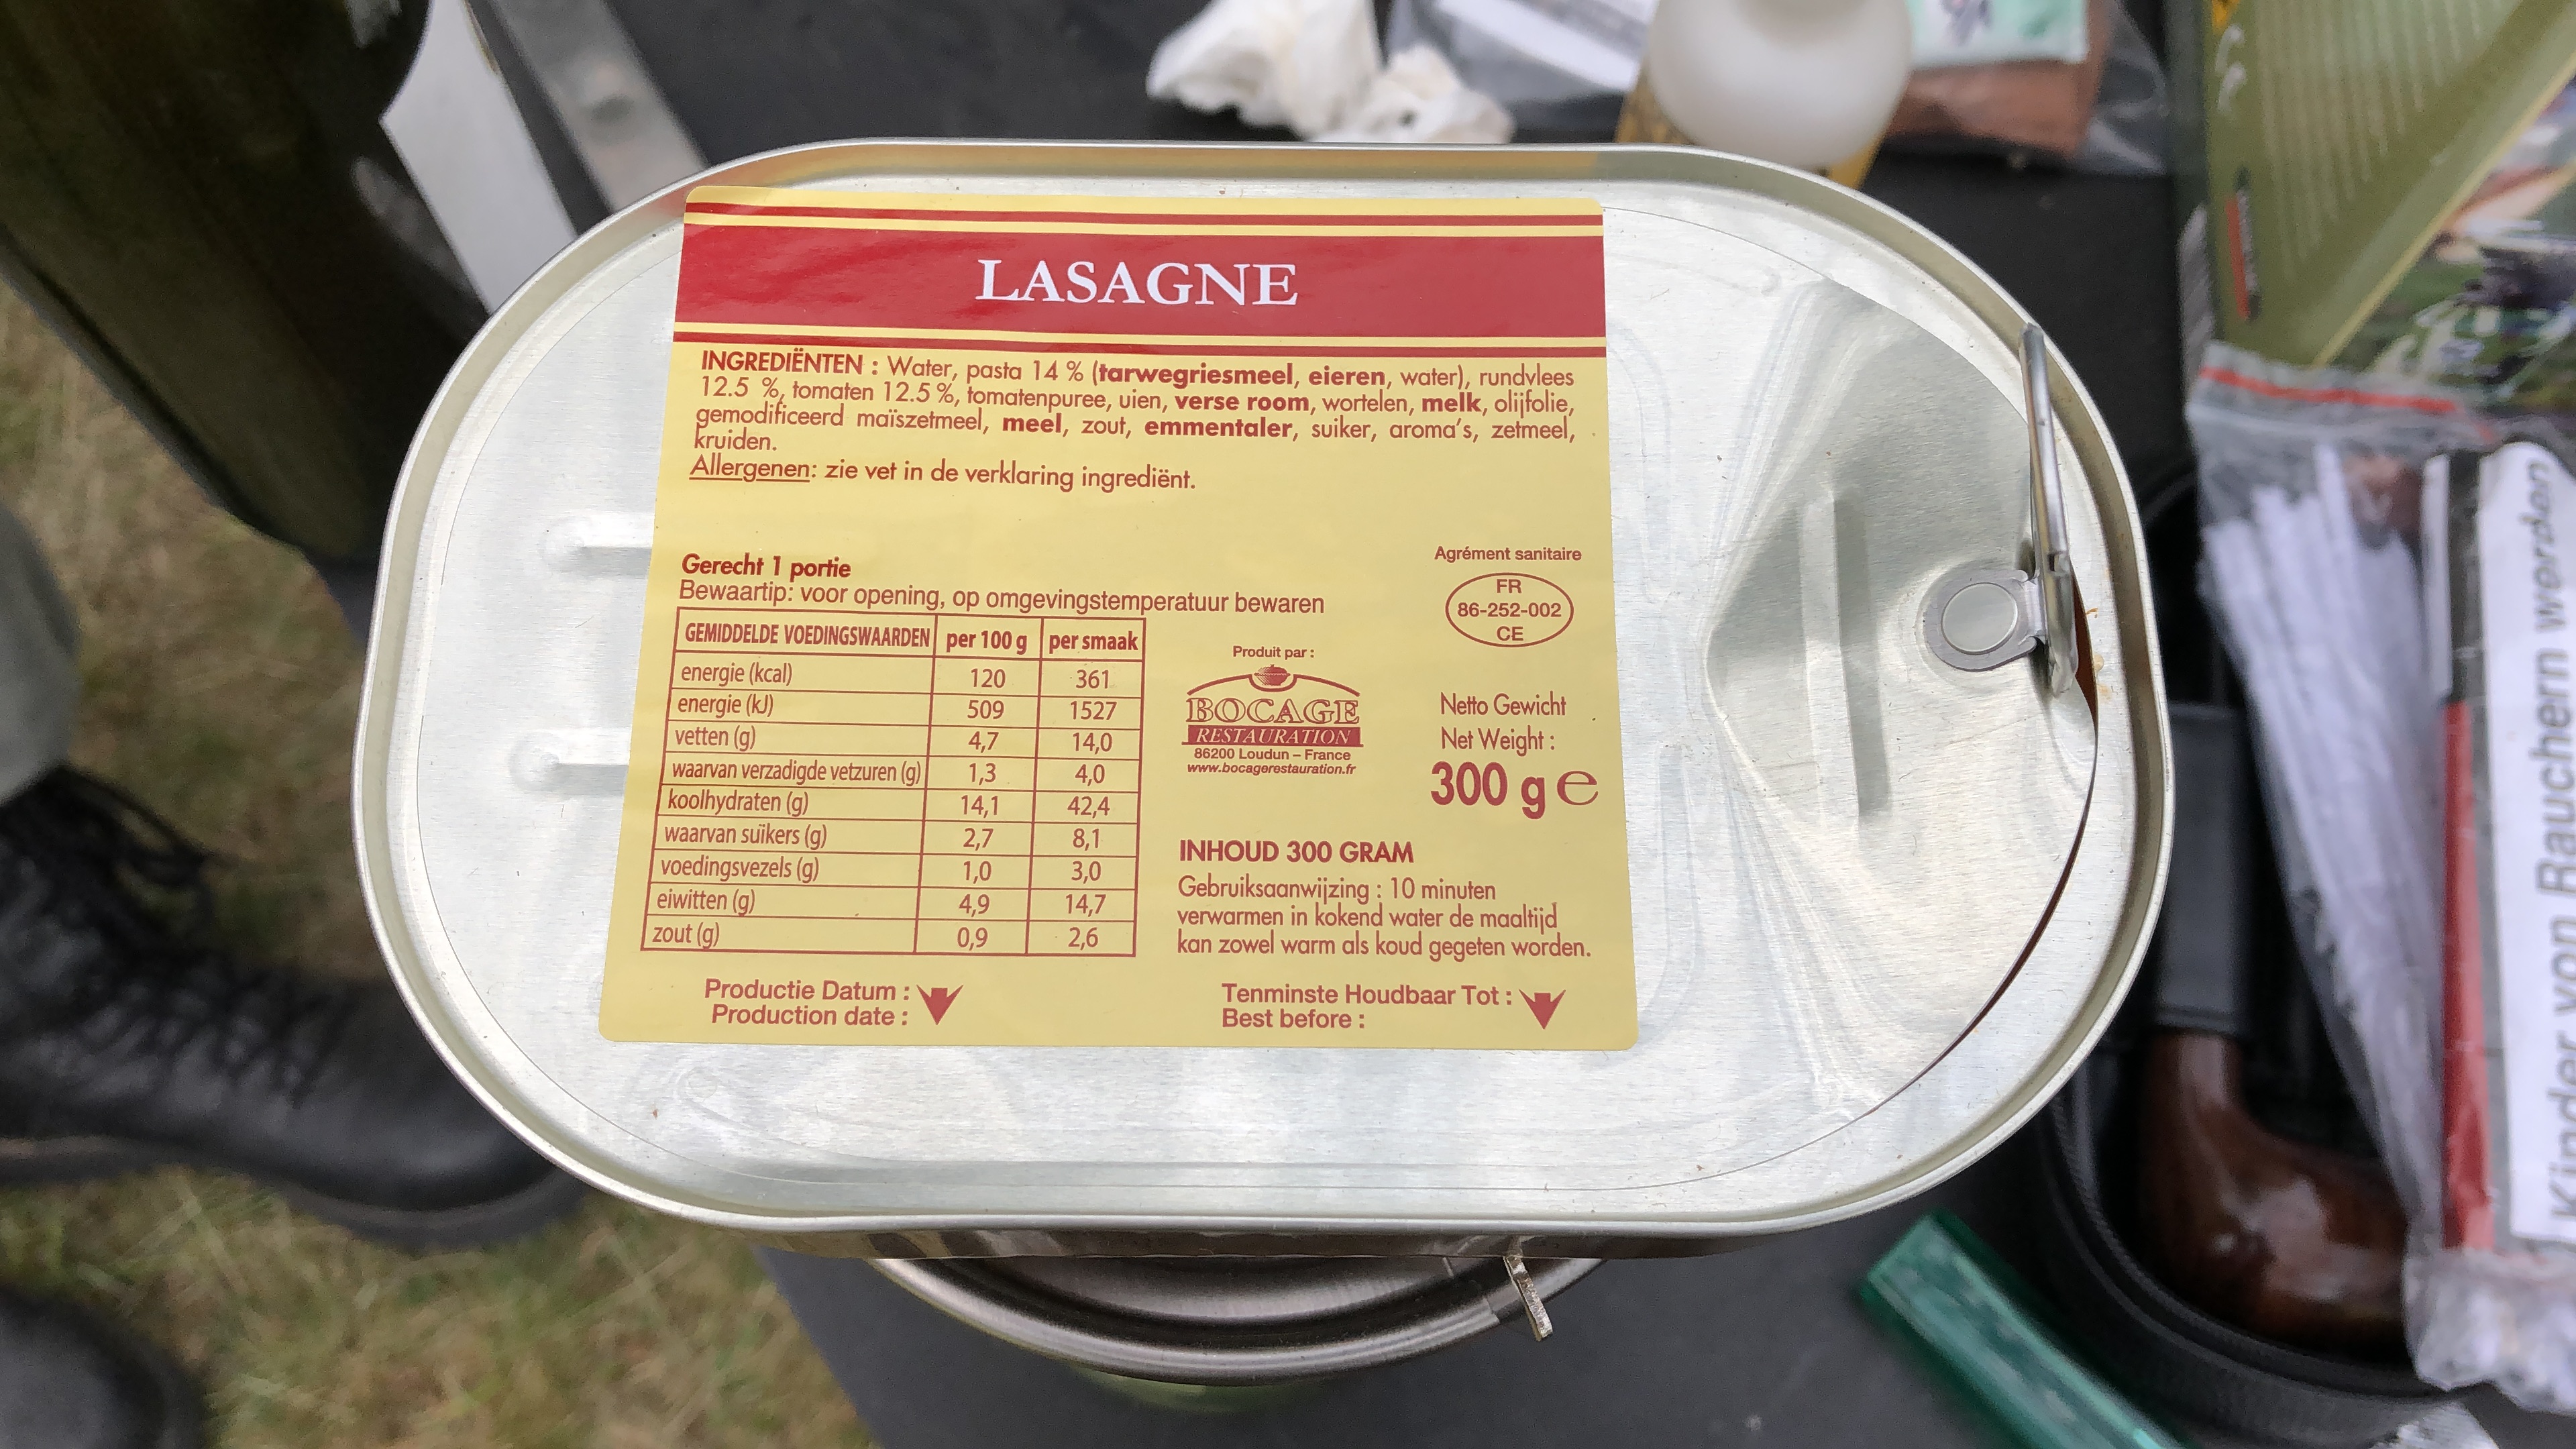 LASAGNE
INGREDIËNTEN : Water, pasta 14 % (tarwegriesmeel, eieren, water), rundvlees
12.5 %, tomaten 12.5 %, tomatenpuree, uien, verse room, wortelen, melk, olijfolie,
gemodificeerd maïszetmeel, meel, zout, emmentaler, suiker, aroma's, zetmeel,
kruiden.
Allergenen: zie vet in de verklaring ingrediënt.
Gerecht 1 portie
Bewaartip: voor opening, op omgevingstemperatuur bewaren
GEMIDDELDE VOEDINGSWAARDEN per 100 g per smaak
energie (kcal) 120 361
energie (kJ) 509 1527
vetten (g) 4,7 14,0
waarvan verzadigde vetzuren (g) 1,3 4,0
koolhydraten (g) 14,1 42,4
waarvan suikers (g) 2,7 8,1
voedingsvezels (g) 1,0 3,0
eiwitten (g) 4,9 14,7
zout (g) 0,9 2,6
Agrément sanitaire
FR
86-252-002
CE
Produit par :
BOCAGE
RESTAURATION
86200 Loudun – France
www.bocagerestauration.fr
Netto Gewicht
Net Weight :
300 g e
INHOUD 300 GRAM
Gebruiksaanwijzing : 10 minuten
verwarmen in kokend water de maaltijd
kan zowel warm als koud gegeten worden.
Productie Datum :
Production date :
Tenminste Houdbaar Tot :
Best before :
Kinder von Rauchern werden